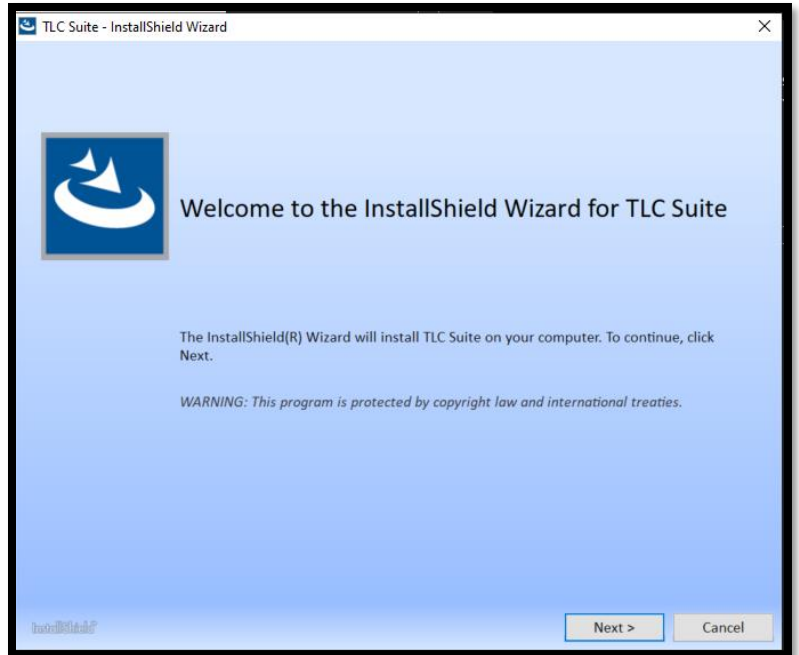 TLC Suite - InstallShield Wizard
Welcome to the InstallShield Wizard for TLC Suite
The InstallShield(R) Wizard will install TLC Suite on your computer. To continue, click
Next.
WARNING: This program is protected by copyright law and international treaties.
InstallShield
Next >
Cancel